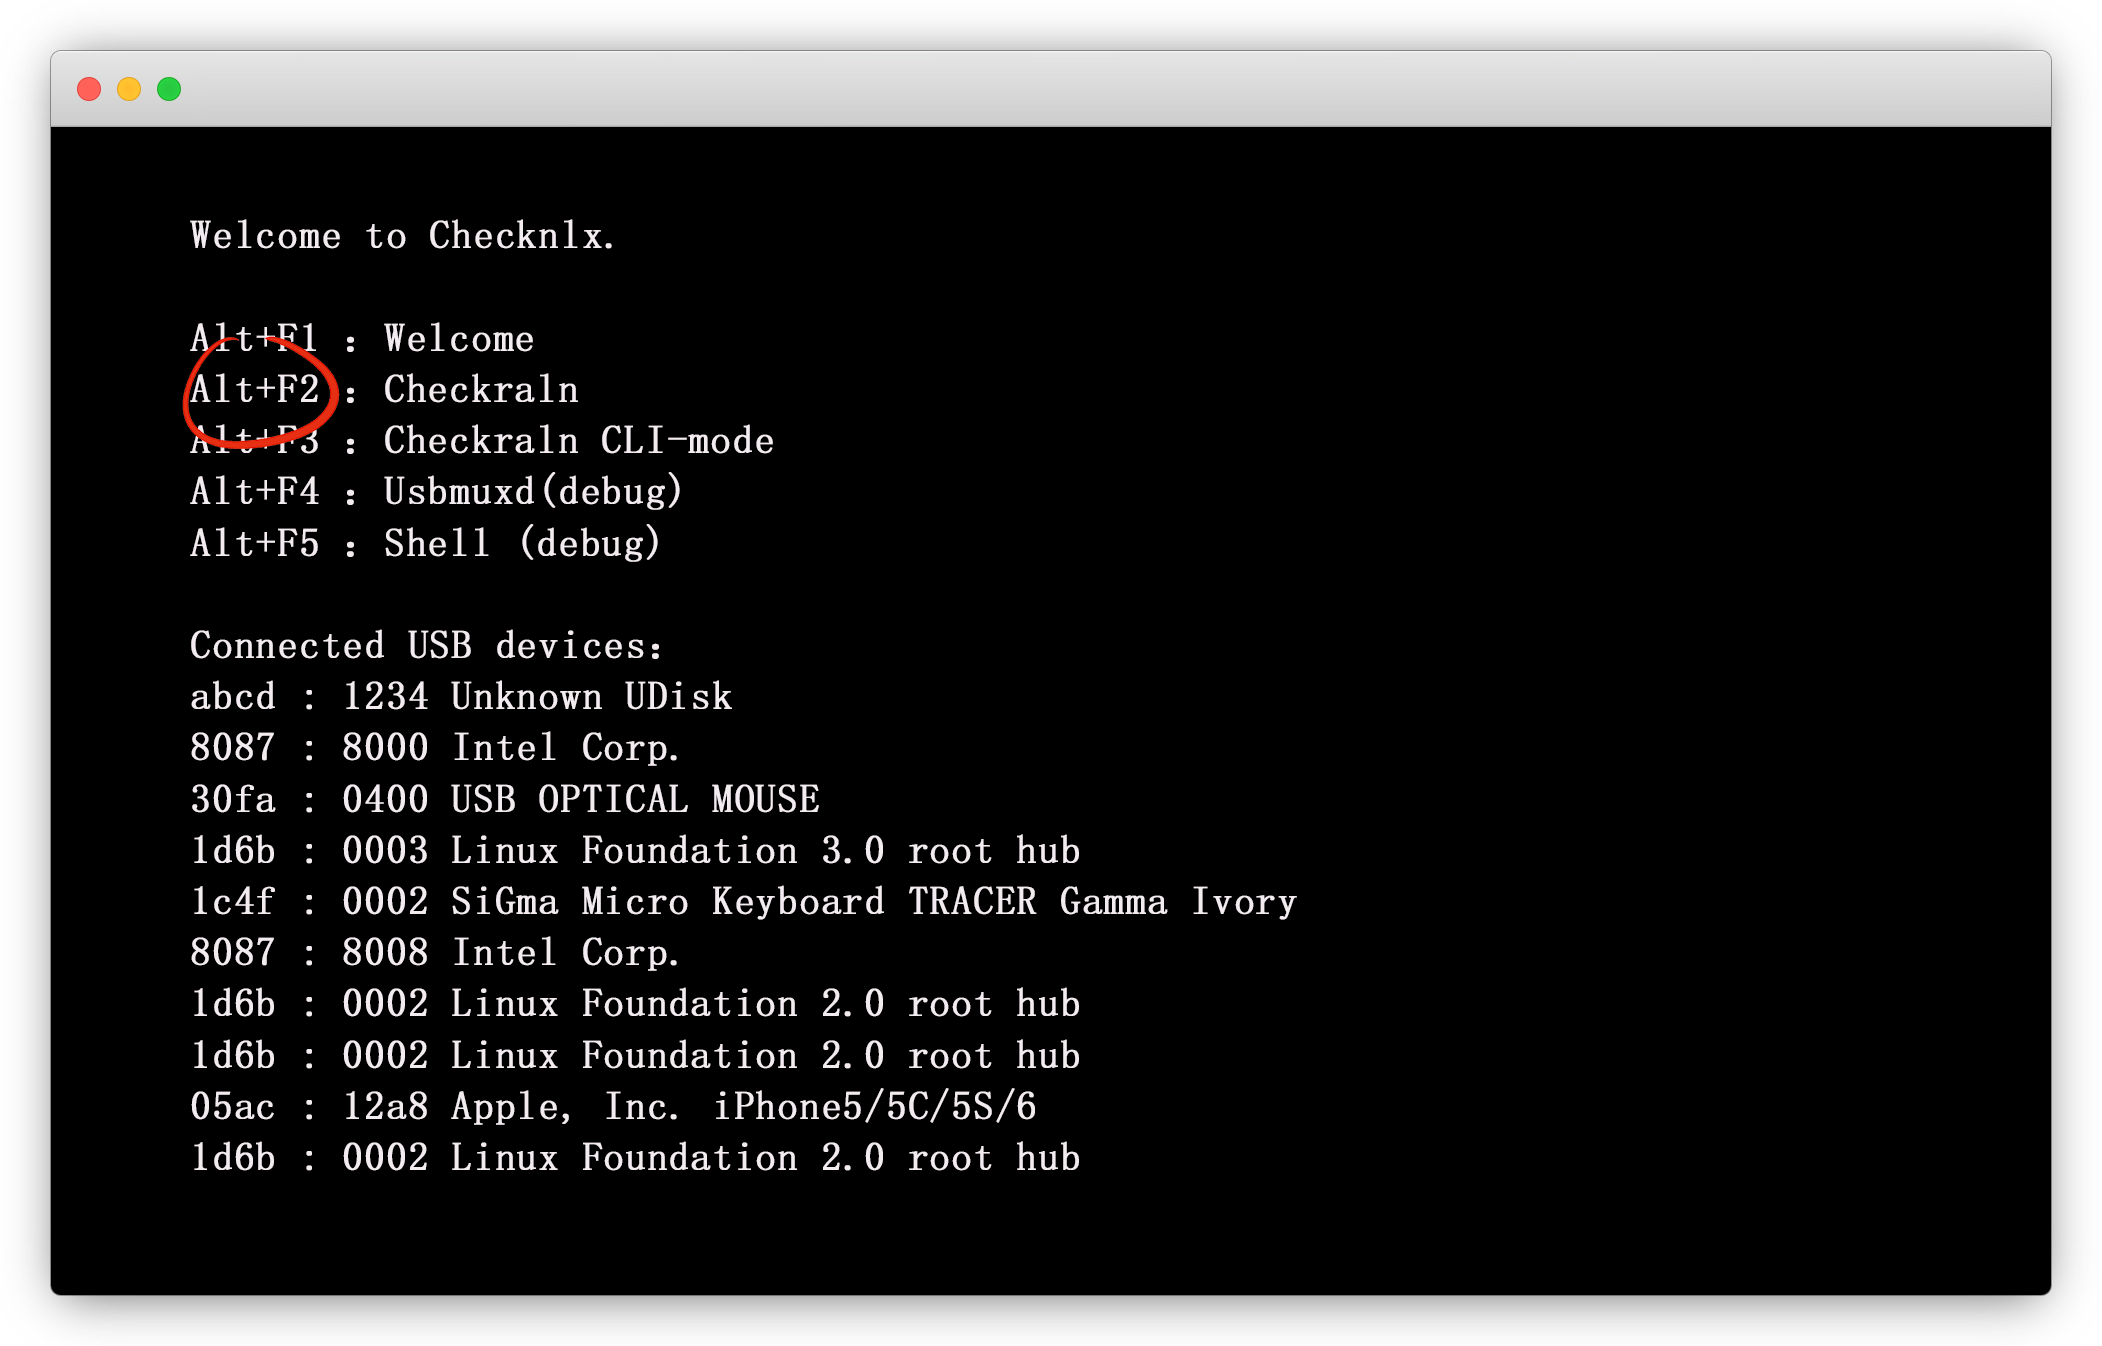 Welcome to Checknlx.
Alt+F1 : Welcome
Alt+F2 : Checkraln
Alt+F3 : Checkraln CLI-mode
Alt+F4 : Usbmuxd(debug)
Alt+F5 : Shell (debug)
Connected USB devices:
abcd : 1234 Unknown UDisk
8087 : 8000 Intel Corp.
30fa : 0400 USB OPTICAL MOUSE
1d6b : 0003 Linux Foundation 3.0 root hub
1c4f : 0002 SiGma Micro Keyboard TRACER Gamma Ivory
8087 : 8008 Intel Corp.
1d6b : 0002 Linux Foundation 2.0 root hub
1d6b : 0002 Linux Foundation 2.0 root hub
05ac : 12a8 Apple, Inc. iPhone5/5C/5S/6
1d6b : 0002 Linux Foundation 2.0 root hub